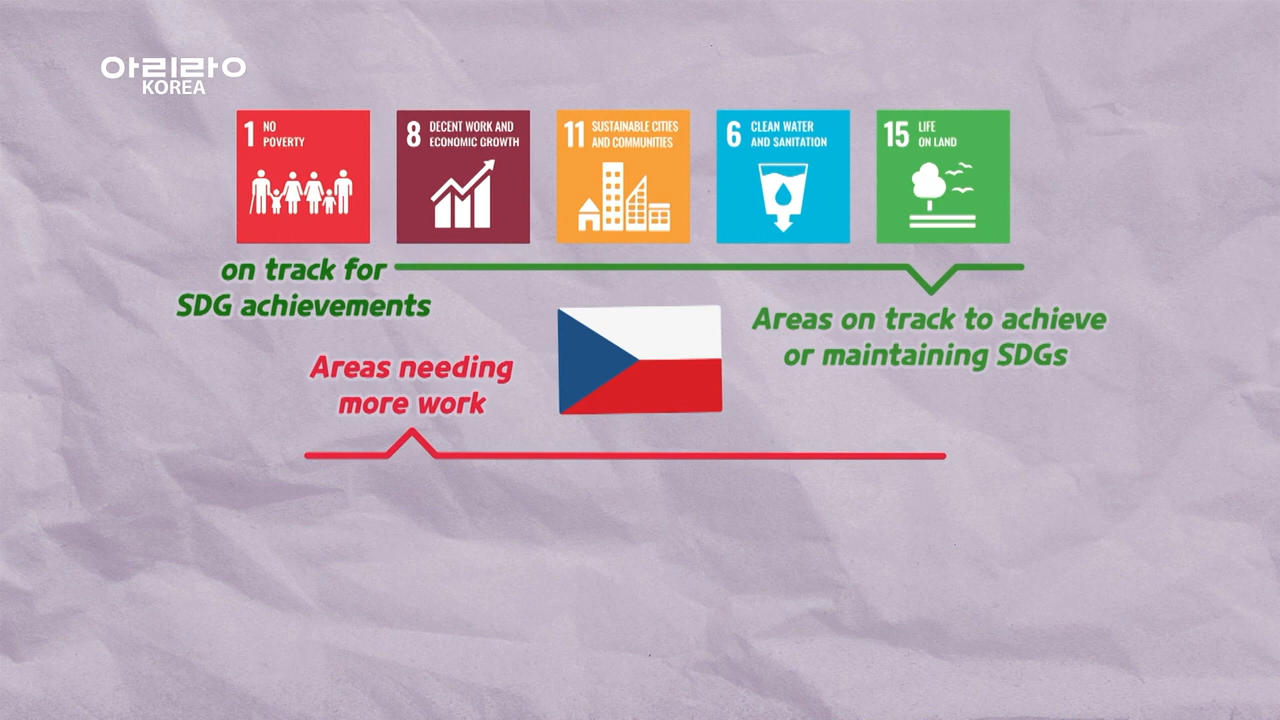 아리랑
KOREA
1 NO
POVERTY
8 DECENT WORK AND
ECONOMIC GROWTH
11 SUSTAINABLE CITIES
AND COMMUNITIES
6 CLEAN WATER
AND SANITATION
15 LIFE
ON LAND
on track for
SDG achievements
Areas on track to achieve
or maintaining SDGs
Areas needing
more work